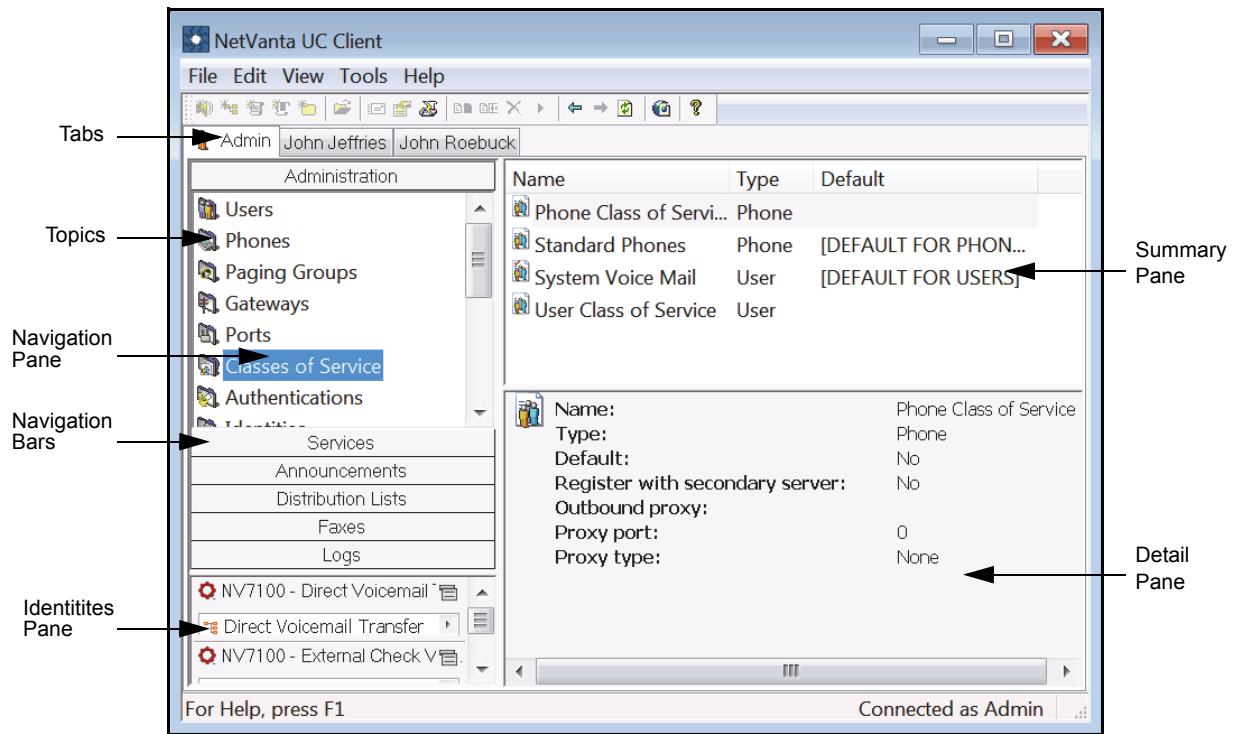 NetVanta UC Client
File Edit View Tools Help
Tabs
Admin John Jeffries John Roebuck
Administration
Name Type Default
Users
Phone Class of Servi... Phone
Topics
Phones
Standard Phones Phone [DEFAULT FOR PHON...
Summary Pane
Paging Groups
System Voice Mail User [DEFAULT FOR USERS]
Gateways
User Class of Service User
Ports
Navigation Pane
Classes of Service
Authentications
Identities
Name: Phone Class of Service
Type: Phone
Default: No
Register with secondary server: No
Outbound proxy:
Proxy port: 0
Proxy type: None
Navigation Bars
Services
Announcements
Distribution Lists
Faxes
Logs
Detail Pane
NV7100 - Direct Voicemail
Identitites Pane
Direct Voicemail Transfer
NV7100 - External Check V
For Help, press F1
Connected as Admin